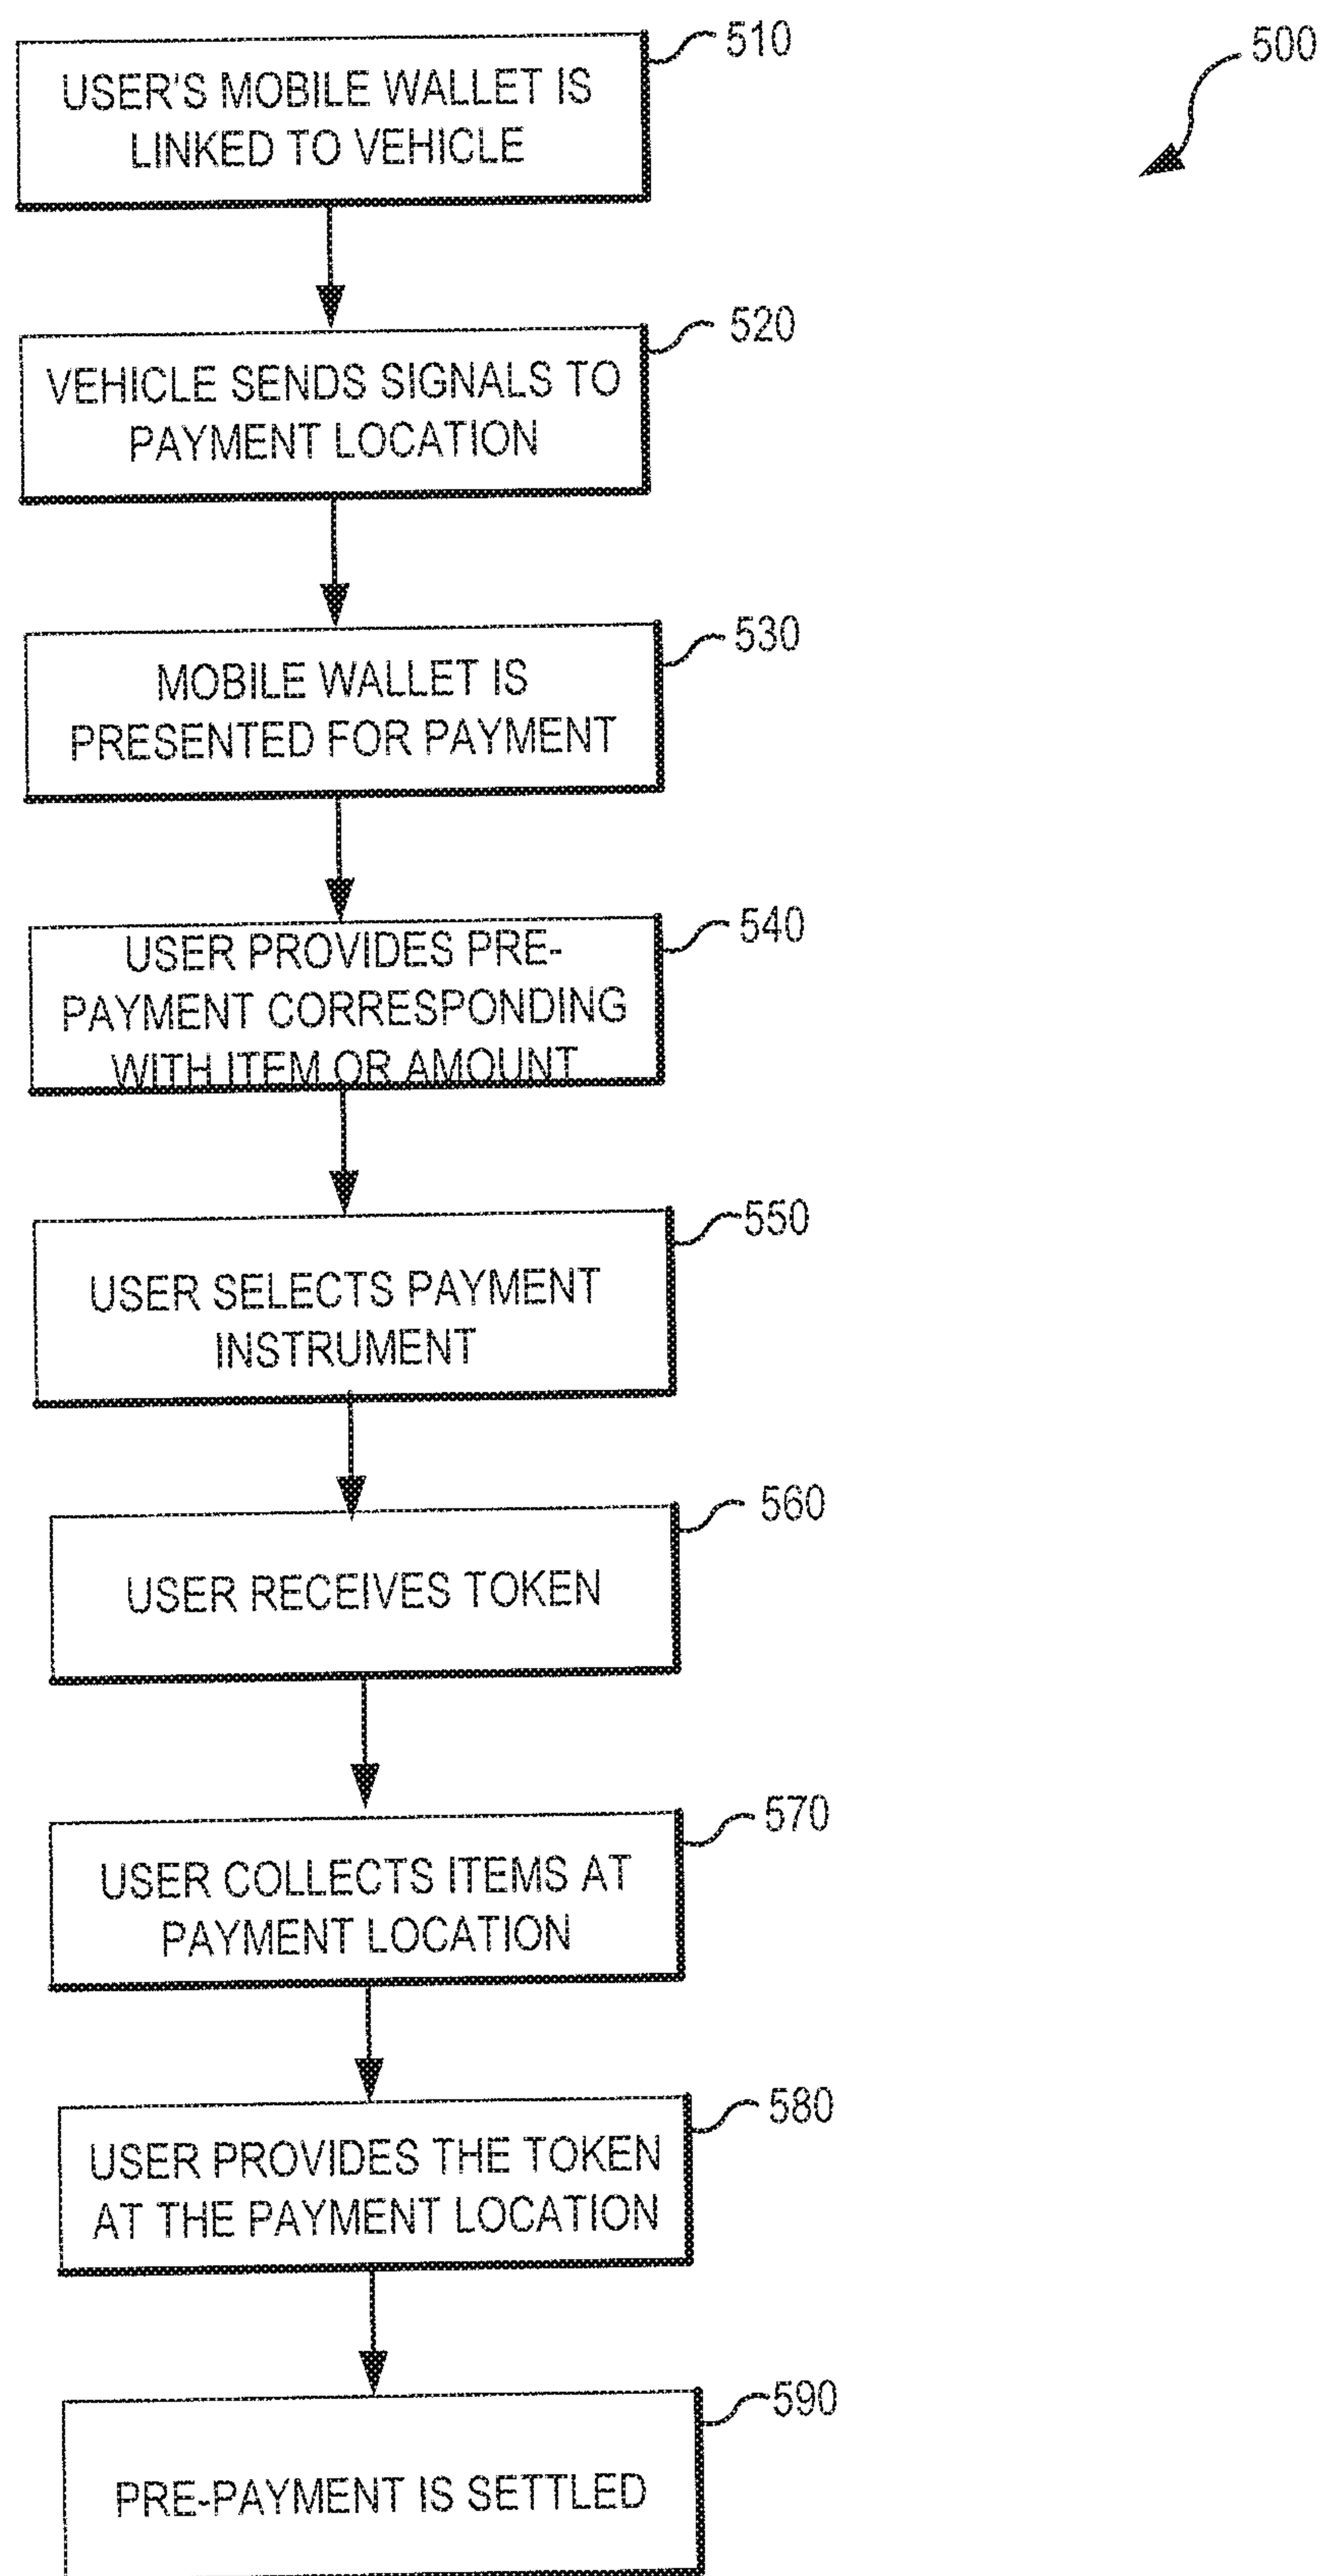 510
500
USER'S MOBILE WALLET IS
LINKED TO VEHICLE
520
VEHICLE SENDS SIGNALS TO
PAYMENT LOCATION
530
MOBILE WALLET IS
PRESENTED FOR PAYMENT
540
USER PROVIDES PRE-
PAYMENT CORRESPONDING
WITH ITEM OR AMOUNT
550
USER SELECTS PAYMENT
INSTRUMENT
560
USER RECEIVES TOKEN
570
USER COLLECTS ITEMS AT
PAYMENT LOCATION
580
USER PROVIDES THE TOKEN
AT THE PAYMENT LOCATION
590
PRE-PAYMENT IS SETTLED